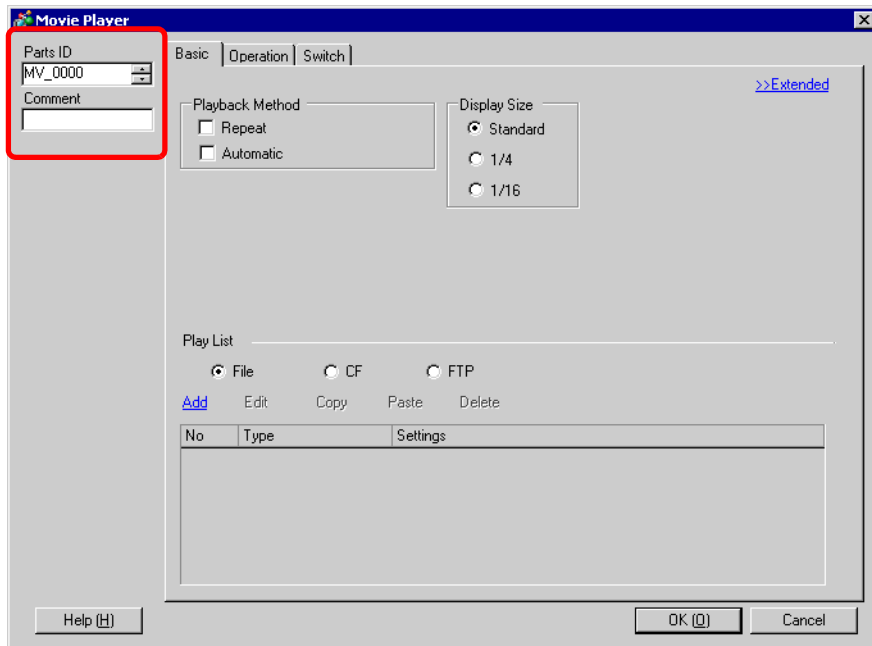 Movie Player
Parts ID
MV_0000
Comment
Basic Operation Switch
>>Extended
Playback Method
Repeat
Automatic
Display Size
Standard
1/4
1/16
Play List
File CF FTP
Add Edit Copy Paste Delete
No Type Settings
Help (H) OK (O) Cancel